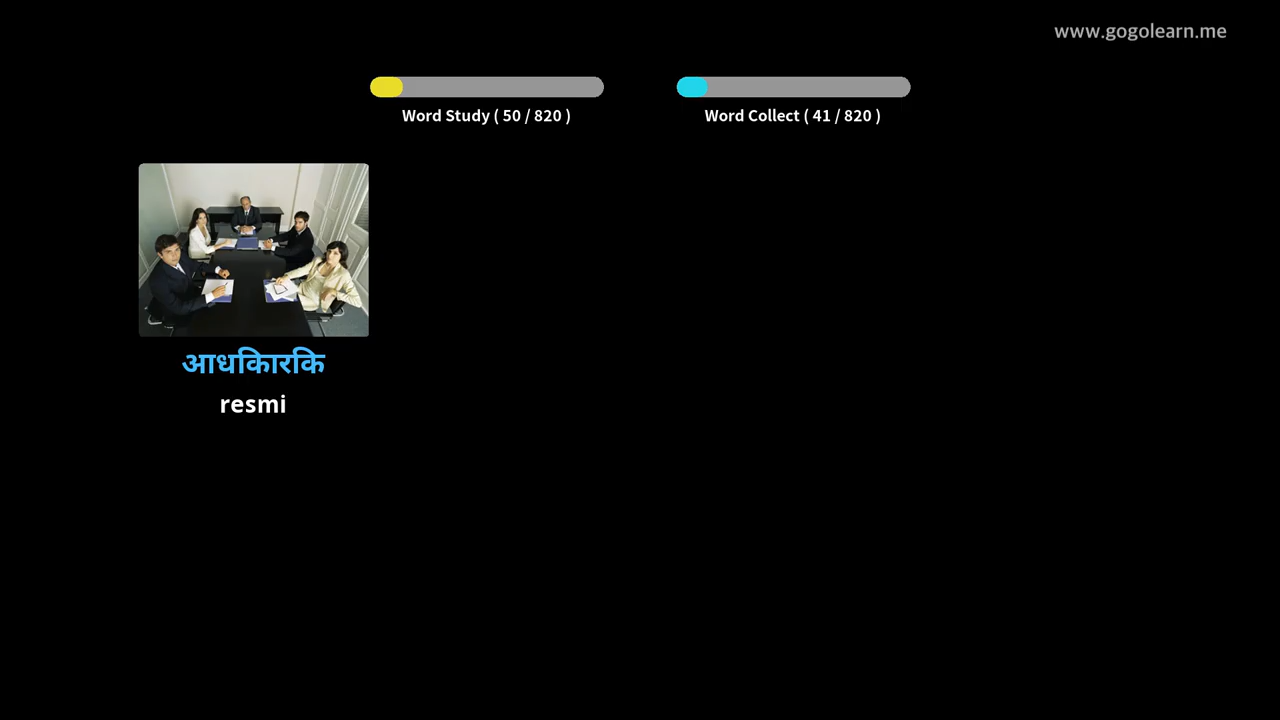 www.gogolearn.me
Word Study ( 50 / 820 )
Word Collect ( 41 / 820 )
आधिकारिक
resmi